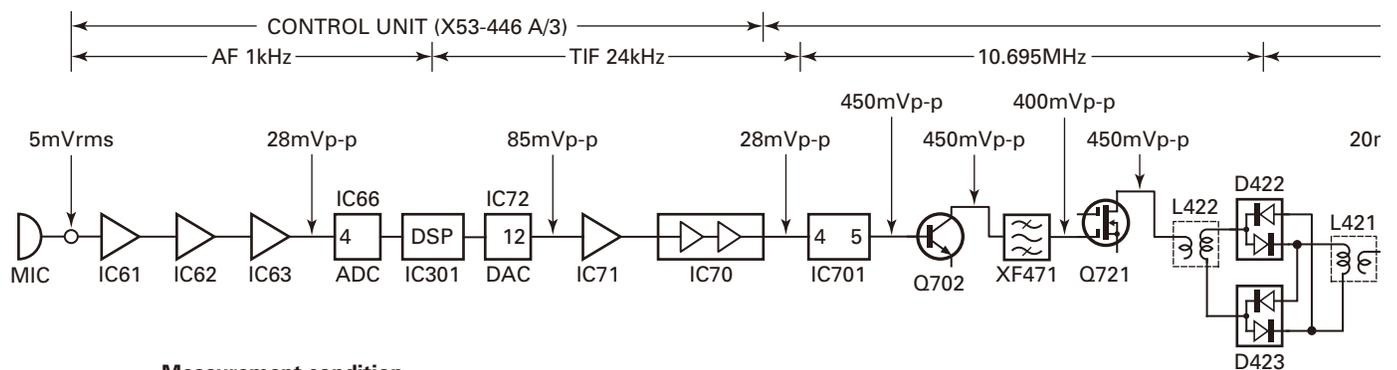 CONTROL UNIT (X53-446 A/3)
AF 1kHz TIF 24kHz 10.695MHz
450mVp-p 400mVp-p
5mVrms 28mVp-p 85mVp-p 28mVp-p 450mVp-p 450mVp-p
D422
IC66 IC72 L422 L421
4 DSP 12 4 5
MIC IC61 IC62 IC63 ADC IC301 DAC IC71 IC70 IC701 Q702 XF471 Q721
D423